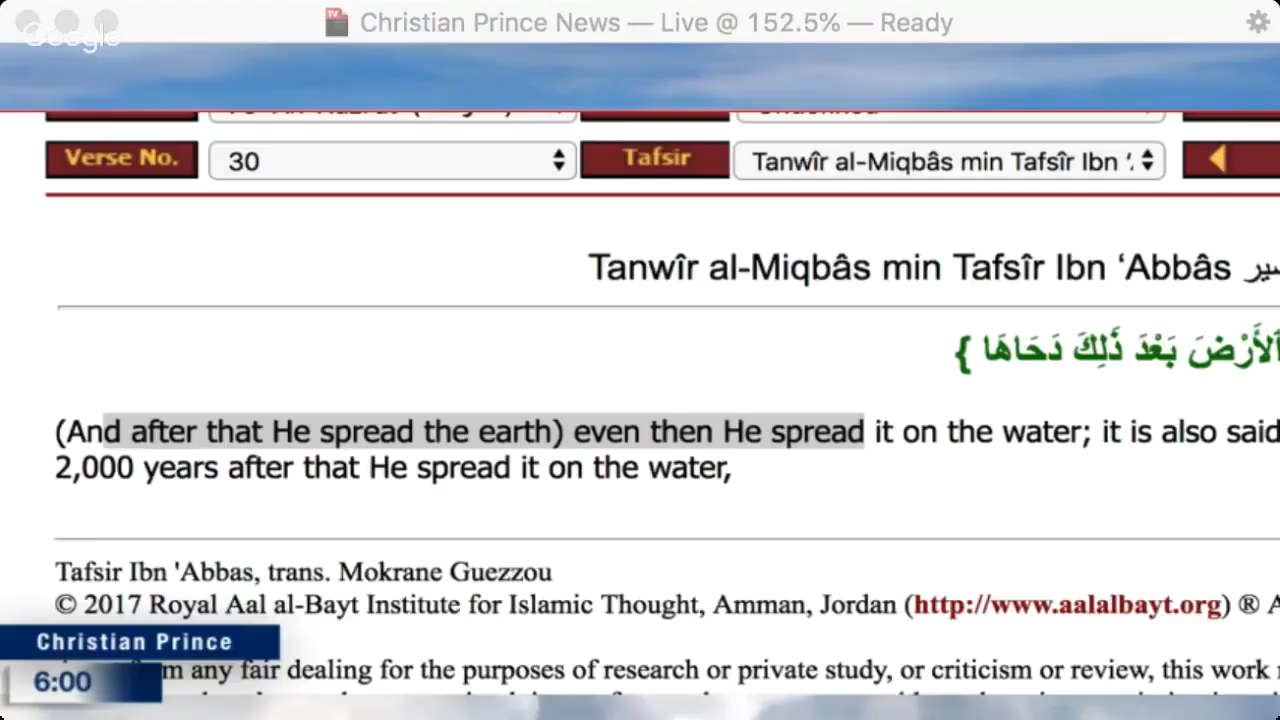 Christian Prince News — Live @ 152.5% — Ready
Google
Verse No.
30
Tafsir
Tanwîr al-Miqbâs min Tafsîr Ibn ‘
Tanwîr al-Miqbâs min Tafsîr Ibn ‘Abbâs
ٱلأَرْضَ بَعْدَ ذَلِكَ دَحَاهَا }
(And after that He spread the earth) even then He spread it on the water; it is also said
2,000 years after that He spread it on the water,
Tafsir Ibn 'Abbas, trans. Mokrane Guezzou
© 2017 Royal Aal al-Bayt Institute for Islamic Thought, Amman, Jordan (http://www.aalalbayt.org) ®
Christian Prince
any fair dealing for the purposes of research or private study, or criticism or review, this work
6:00